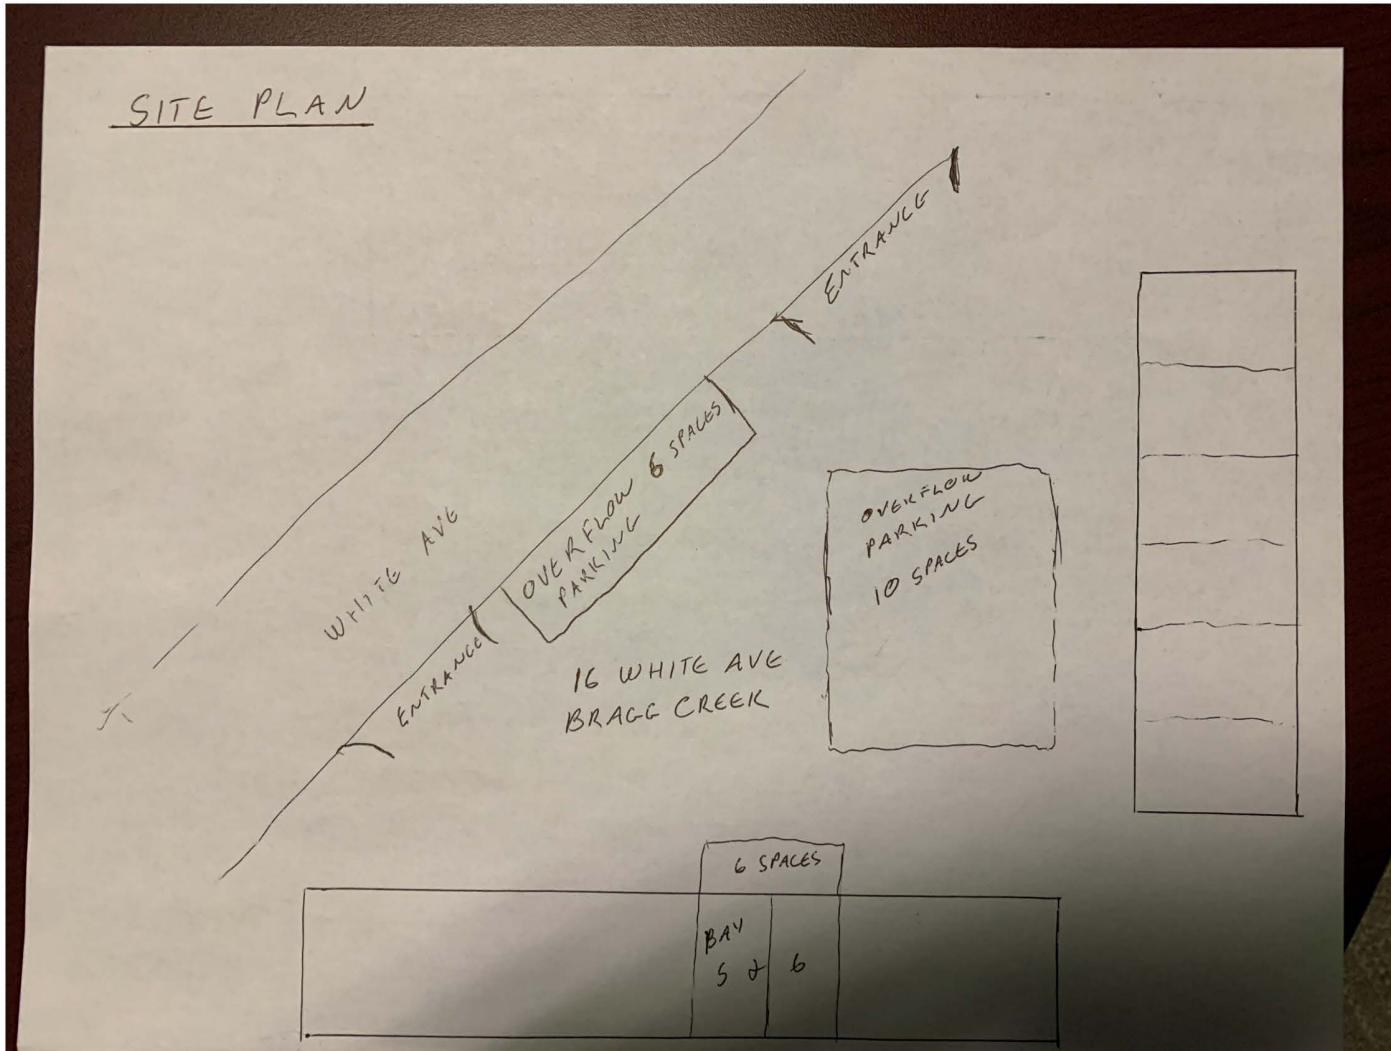 SITE PLAN
ENTRANCE
OVERFLOW 6 SPACES
PARKING
WHITE AVE
ENTRANCE
OVERFLOW
PARKING
10 SPACES
16 WHITE AVE
BRAGG CREEK
6 SPACES
BAY
5 & 6